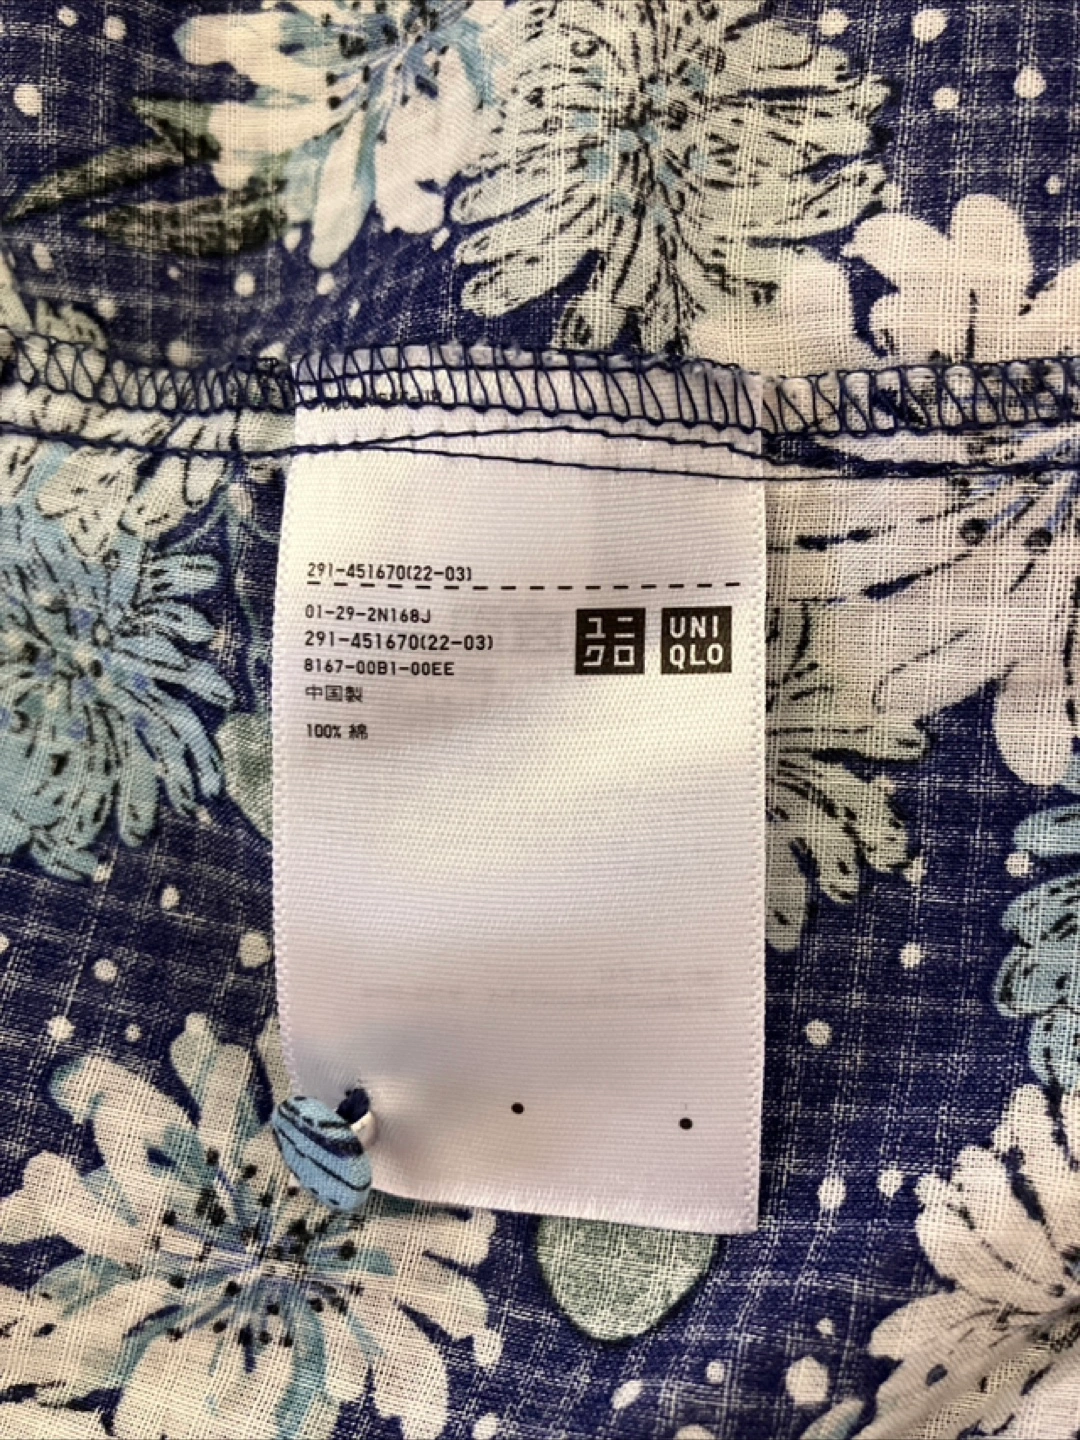 291-451670(22-03)
01-29-2N168J
291-451670(22-03)
8167-00B1-00EE
中国製
100% 綿
ユニ
クロ
UNI
QLO